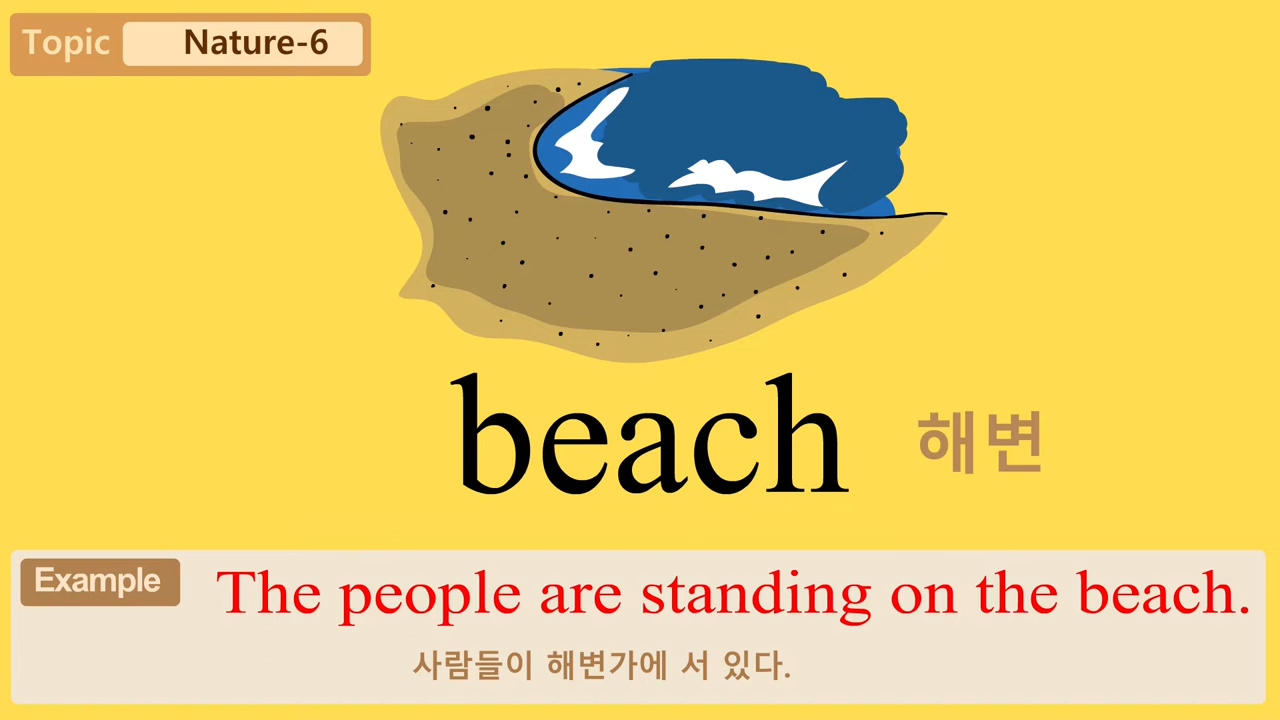 Topic Nature-6
beach 해변
Example The people are standing on the beach.
사람들이 해변가에 서 있다.